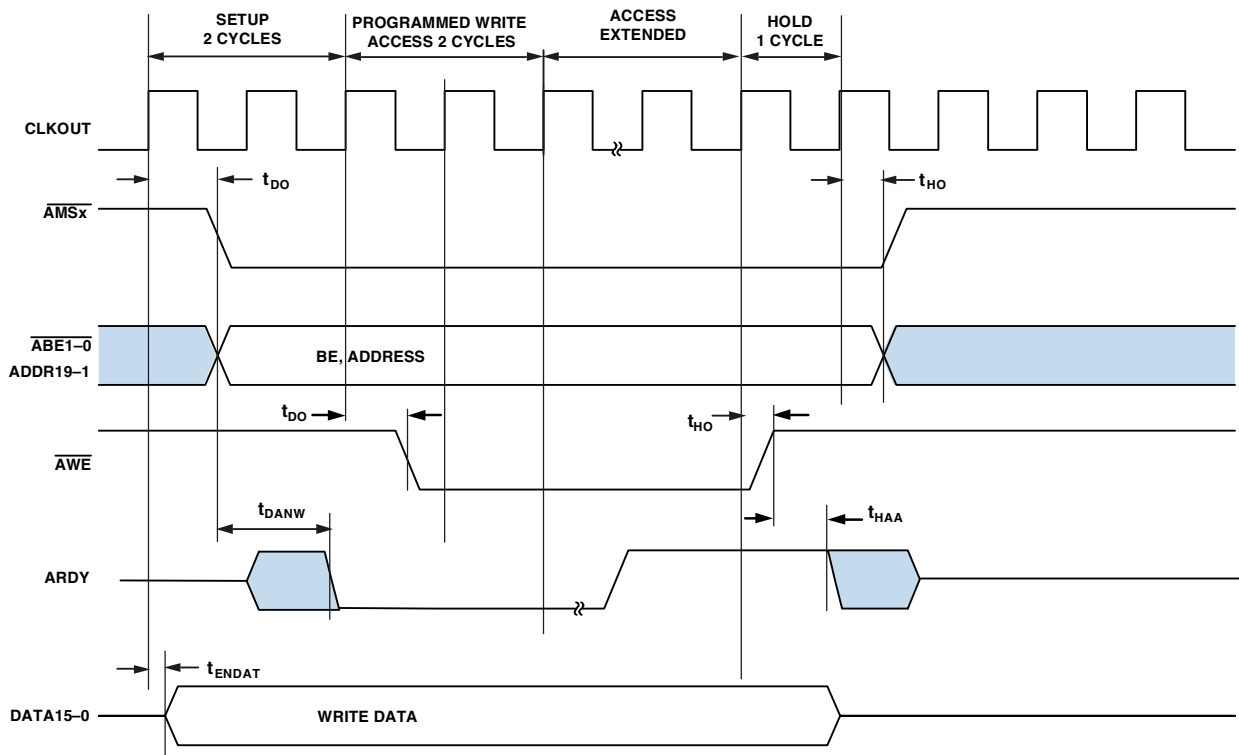 SETUP
2 CYCLES
PROGRAMMED WRITE
ACCESS 2 CYCLES
ACCESS
EXTENDED
HOLD
1 CYCLE
CLKOUT
tDO
tHO
AMSx
ABE1–0
ADDR19–1
BE, ADDRESS
tDO
tHO
AWE
tDANW
tHAA
ARDY
tENDAT
DATA15–0
WRITE DATA